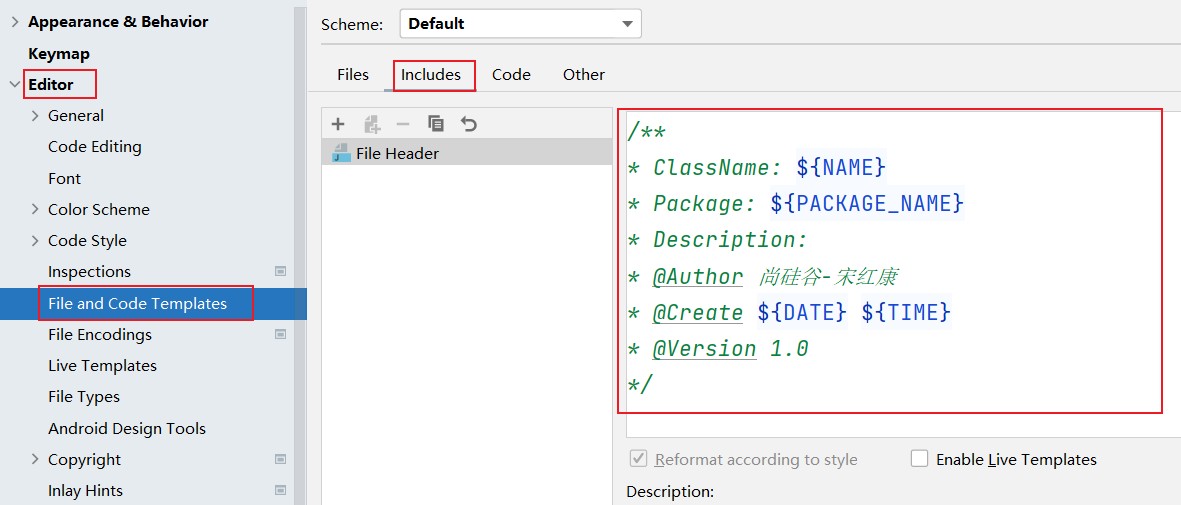 Appearance & Behavior
Keymap
Editor
General
Code Editing
Font
Color Scheme
Code Style
Inspections
File and Code Templates
File Encodings
Live Templates
File Types
Android Design Tools
Copyright
Inlay Hints
Scheme: Default
Files Includes Code Other
File Header
/**
* ClassName: ${NAME}
* Package: ${PACKAGE_NAME}
* Description:
* @Author 尚硅谷-宋红康
* @Create ${DATE} ${TIME}
* @Version 1.0
*/
Reformat according to style Enable Live Templates
Description: